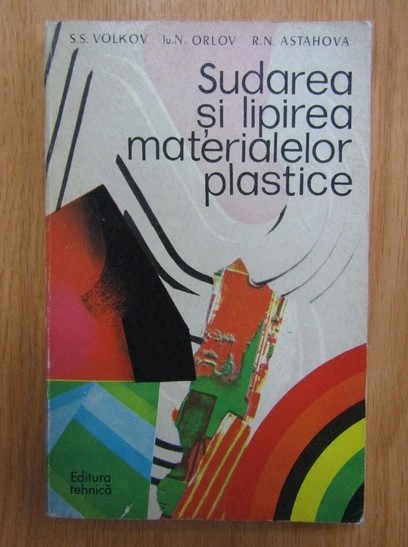 S.S. VOLKOV Iu.N. ORLOV R.N. ASTAHOVA
Sudarea
și lipirea
materialelor
plastice
Editura
tehnică